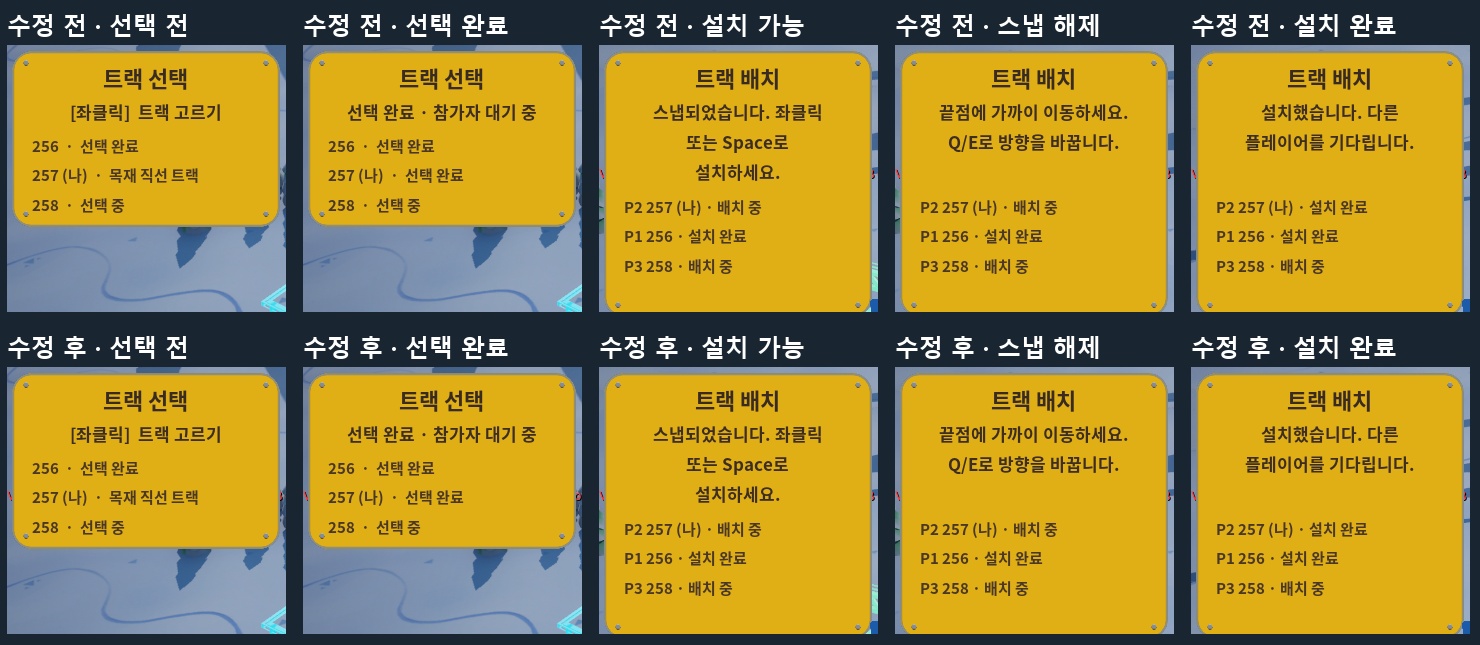 수정 전 · 선택 전
트랙 선택
[좌클릭] 트랙 고르기
256 · 선택 완료
257 (나) · 목재 직선 트랙
258 · 선택 중
수정 전 · 선택 완료
트랙 선택
선택 완료 · 참가자 대기 중
256 · 선택 완료
257 (나) · 선택 완료
258 · 선택 중
수정 전 · 설치 가능
트랙 배치
스냅되었습니다. 좌클릭
또는 Space로
설치하세요.
P2 257 (나) · 배치 중
P1 256 · 설치 완료
P3 258 · 배치 중
수정 전 · 스냅 해제
트랙 배치
끝점에 가까이 이동하세요.
Q/E로 방향을 바꿉니다.
P2 257 (나) · 배치 중
P1 256 · 설치 완료
P3 258 · 배치 중
수정 전 · 설치 완료
트랙 배치
설치했습니다. 다른
플레이어를 기다립니다.
P2 257 (나) · 설치 완료
P1 256 · 설치 완료
P3 258 · 배치 중
수정 후 · 선택 전
트랙 선택
[좌클릭] 트랙 고르기
256 · 선택 완료
257 (나) · 목재 직선 트랙
258 · 선택 중
수정 후 · 선택 완료
트랙 선택
선택 완료 · 참가자 대기 중
256 · 선택 완료
257 (나) · 선택 완료
258 · 선택 중
수정 후 · 설치 가능
트랙 배치
스냅되었습니다. 좌클릭
또는 Space로
설치하세요.
P2 257 (나) · 배치 중
P1 256 · 설치 완료
P3 258 · 배치 중
수정 후 · 스냅 해제
트랙 배치
끝점에 가까이 이동하세요.
Q/E로 방향을 바꿉니다.
P2 257 (나) · 배치 중
P1 256 · 설치 완료
P3 258 · 배치 중
수정 후 · 설치 완료
트랙 배치
설치했습니다. 다른
플레이어를 기다립니다.
P2 257 (나) · 설치 완료
P1 256 · 설치 완료
P3 258 · 배치 중